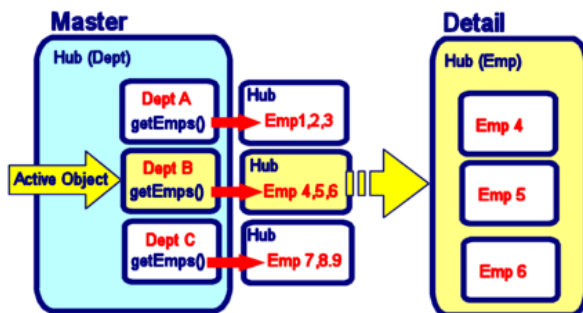 Master
Detail
Hub (Dept)
Hub (Emp)
Dept A
getEmps()
Hub
Emp1,2,3
Emp 4
Active Object
Dept B
getEmps()
Hub
Emp 4,5,6
Emp 5
Dept C
getEmps()
Hub
Emp 7,8.9
Emp 6